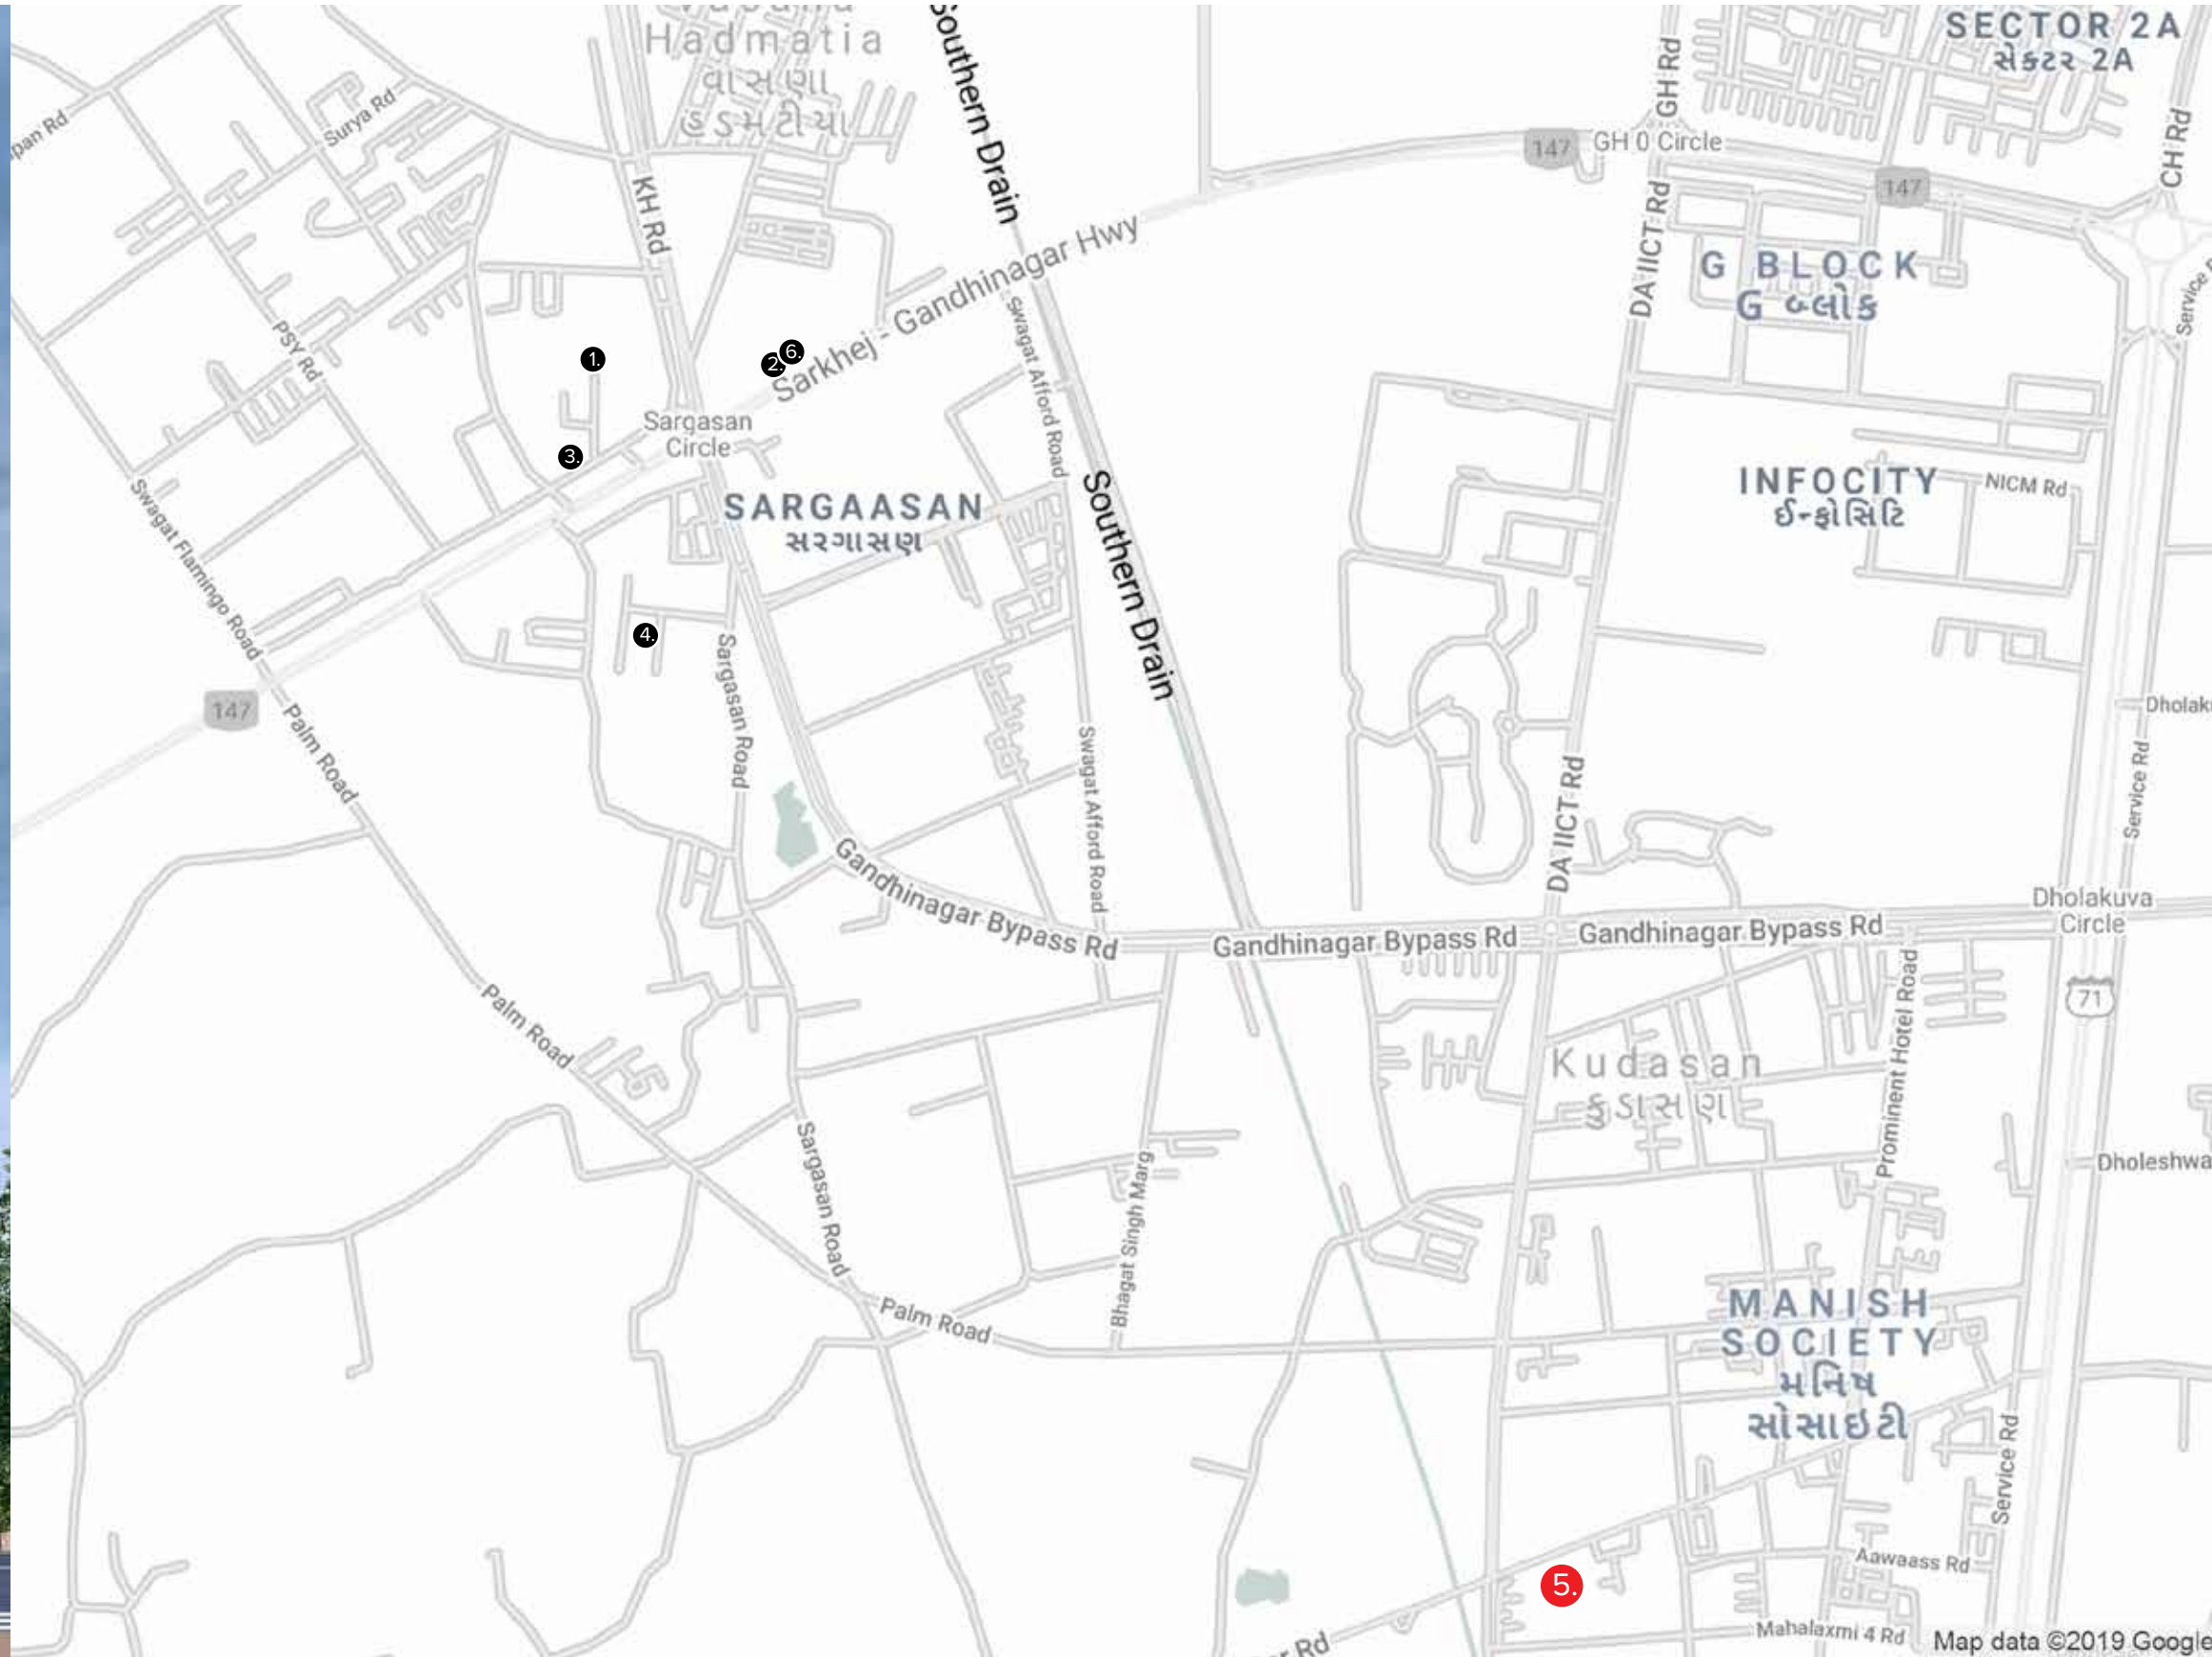 Hadmatia
વાસણા
હડમટીયા
Southern Drain
SECTOR 2A
સેક્ટર 2A
GH Rd
CH Rd
pan Rd
Surya Rd
KH Rd
147
GH 0 Circle
147
DA IICT Rd
G BLOCK
G બ્લોક
Service
Sarkhej - Gandhinagar Hwy
Swagat Afford Road
PSY Rd
1.
2.
6.
Sargasan
Circle
3.
SARGAASAN
સરગાસણ
Southern Drain
INFOCITY
ઈન્ફોસિટિ
NICM Rd
Swagat Flamingo Road
4.
Sargasan Road
147
Palm Road
Swagat Afford Road
DA IICT Rd
Service Rd
Gandhinagar Bypass Rd
Gandhinagar Bypass Rd
Gandhinagar Bypass Rd
Dholakuva
Circle
71
Palm Road
Prominent Hotel Road
Kudasan
કુડાસણ
Dholeshwa
Sargasan Road
Bhagat Singh Marg
Palm Road
MANISH
SOCIETY
મનિષ
સોસાઇટી
Service Rd
Aawaass Rd
5.
Mahalaxmi 4 Rd
Rd
Map data ©2019 Google